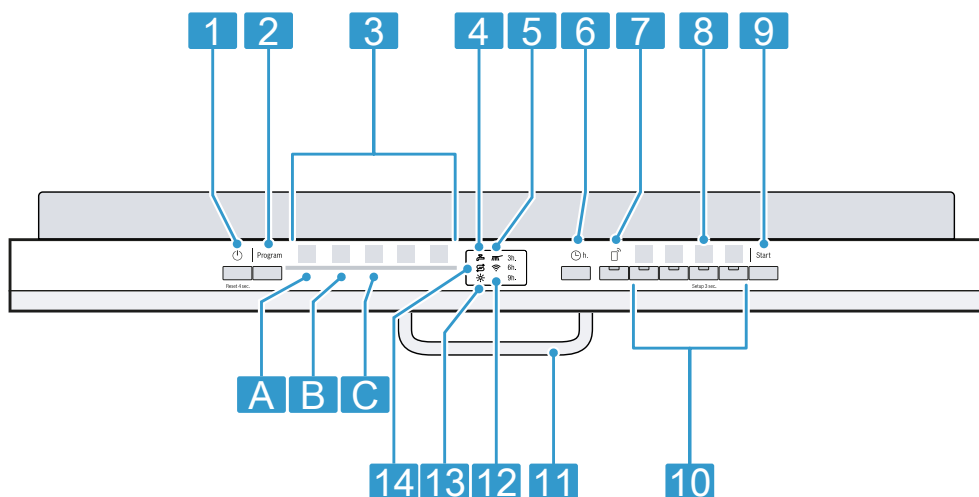 1 2 3 4 5 6 7 8 9
Program
3h.
6h.
9h.
h.
Start
Reset 4 sec.
Setup 3 sec.
A B C
14 13 12 11 10